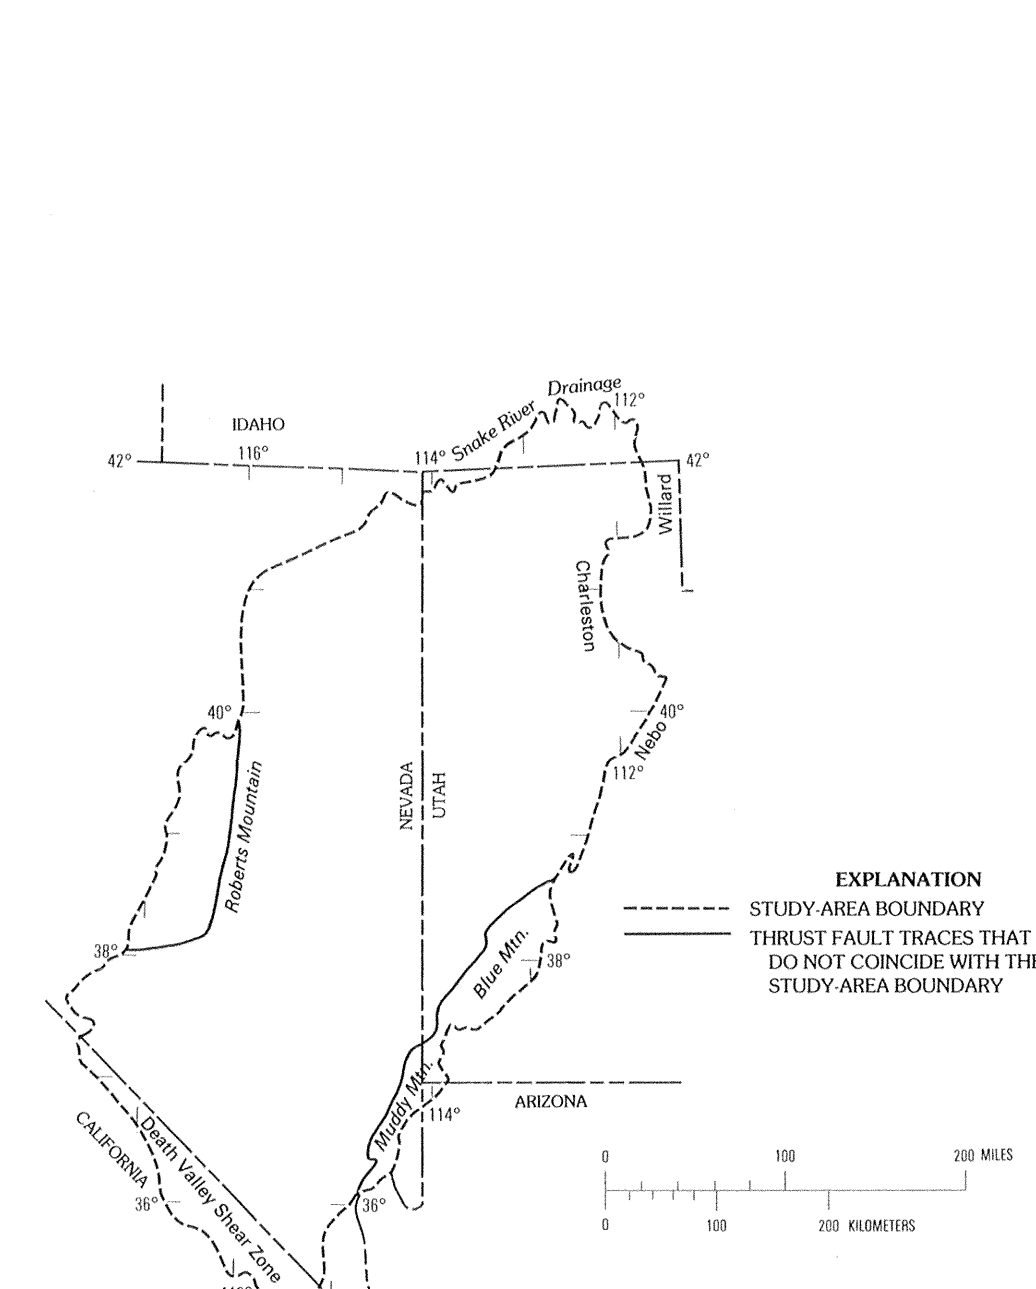 Drainage
112°
Snake River
IDAHO
42°
116°
114°
42°
Willard
Charleston
40°
40°
Nebo
112°
NEVADA
UTAH
Roberts Mountain
EXPLANATION
STUDY-AREA BOUNDARY
THRUST FAULT TRACES THAT
DO NOT COINCIDE WITH THE
STUDY-AREA BOUNDARY
38°
Blue Mtn.
38°
Muddy Mtn.
ARIZONA
114°
CALIFORNIA
Death Valley Shear Zone
0 100 200 MILES
36°
36°
0 100 200 KILOMETERS